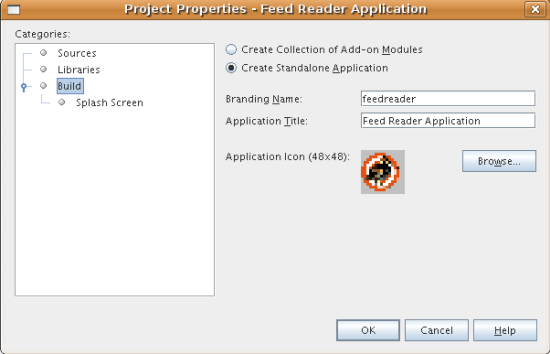 Project Properties - Feed Reader Application
Categories:
Sources
Libraries
Build
Splash Screen
Create Collection of Add-on Modules
Create Standalone Application
Branding Name:
feedreader
Application Title:
Feed Reader Application
Application Icon (48x48):
Browse...
OK
Cancel
Help